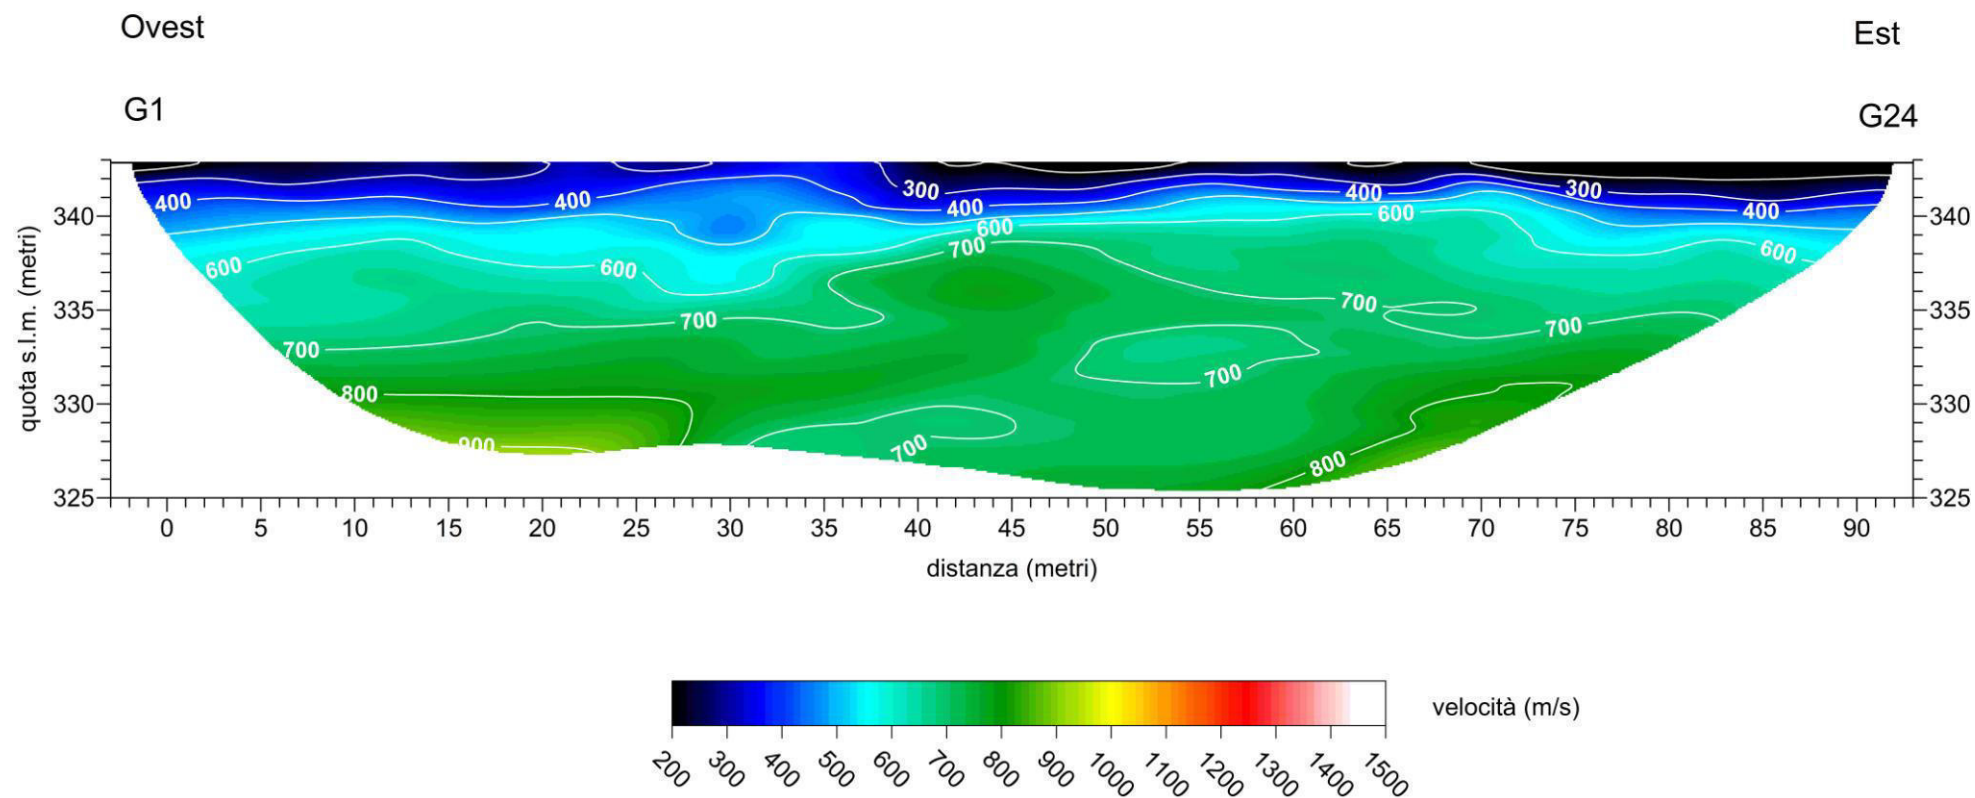 Ovest Est
G1 G24
300 300
400 400 400 400 400
340 600 600 340
700
600 600 600
335 700 335
700 700
700
700
330 800 330
900 700 800
325 325
0 5 10 15 20 25 30 35 40 45 50 55 60 65 70 75 80 85 90
quota s.l.m. (metri)
distanza (metri)
velocità (m/s)
200 300 400 500 600 700 800 900 1000 1100 1200 1300 1400 1500